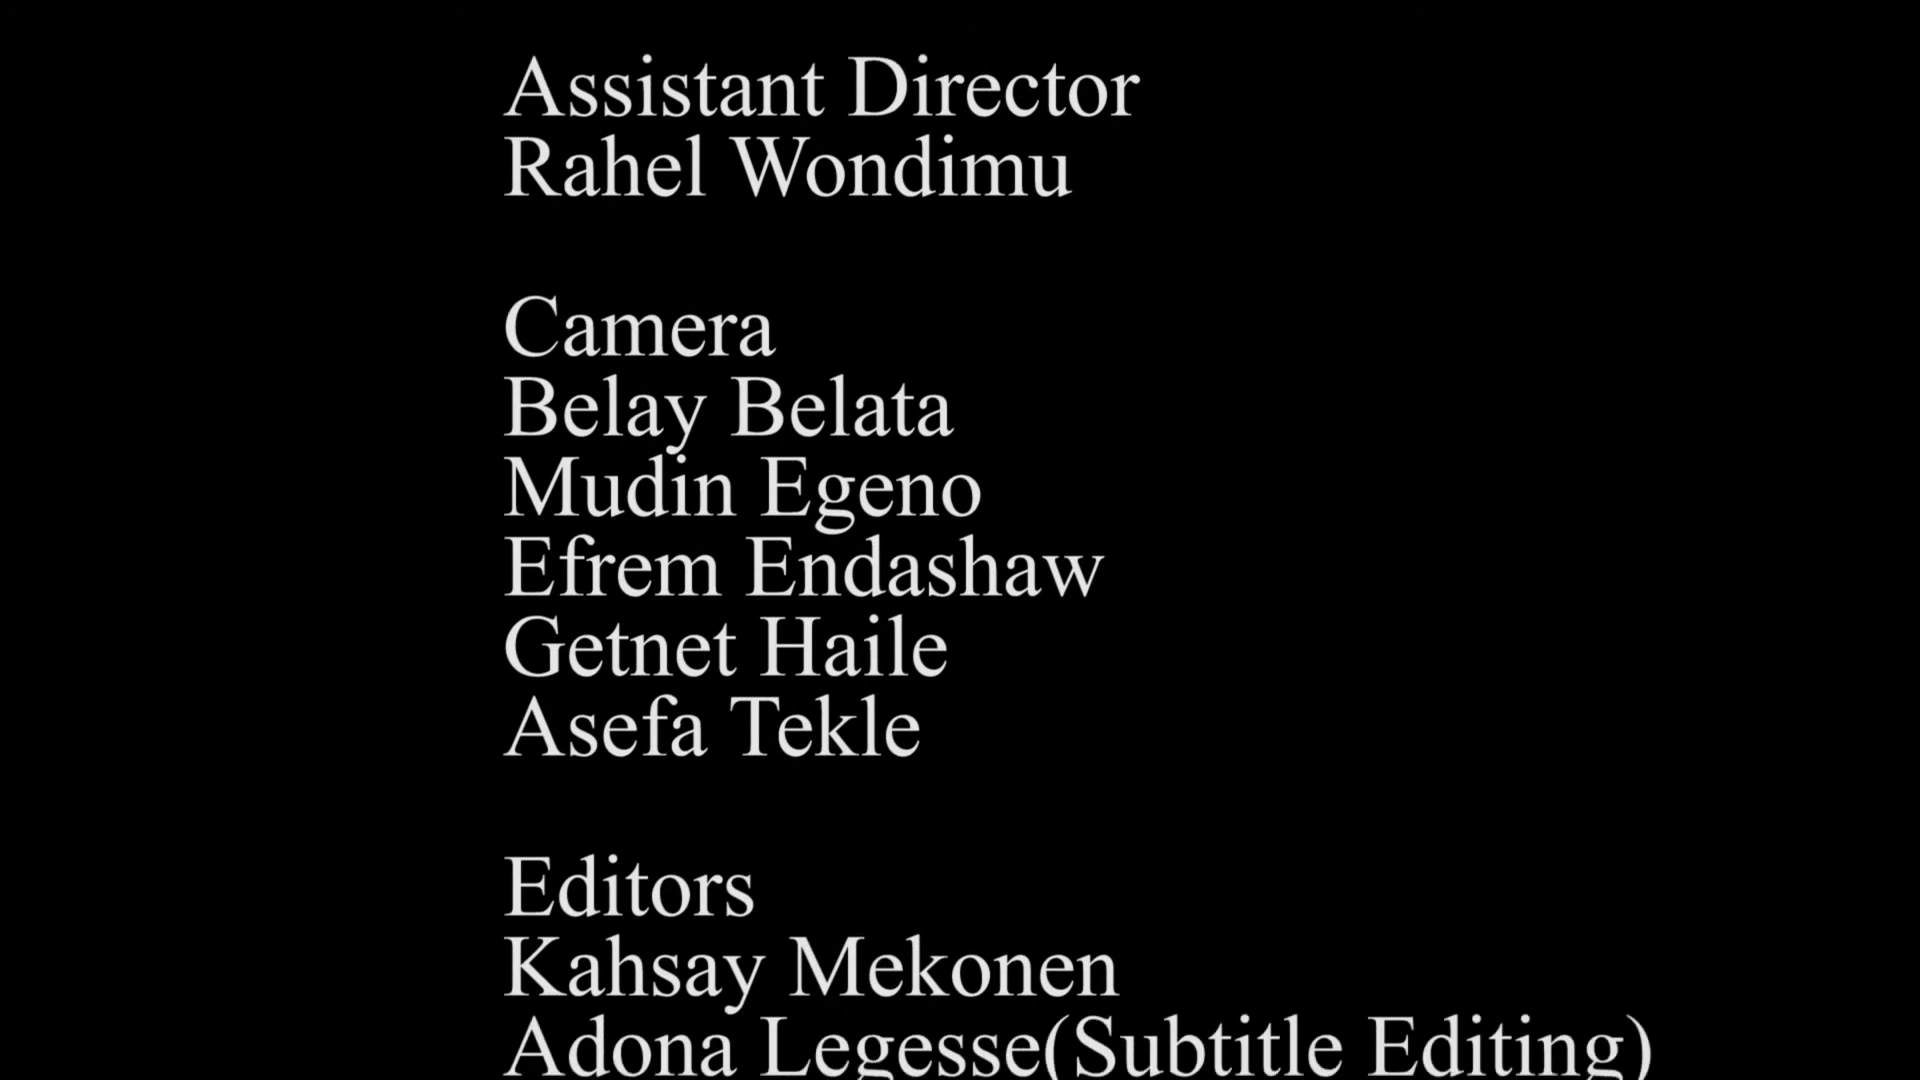 Assistant Director
Rahel Wondimu
Camera
Belay Belata
Mudin Egeno
Efrem Endashaw
Getnet Haile
Asefa Tekle
Editors
Kahsay Mekonen
Adona Legesse(Subtitle Editing)